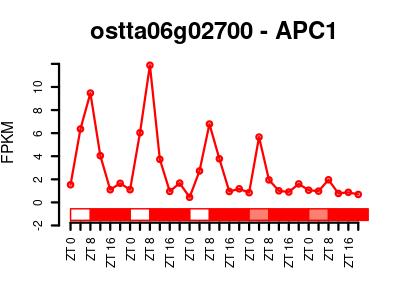 ostta06g02700 - APC1
FPKM
10
8
6
4
2
0
-2
ZT 0
ZT 8
ZT 16
ZT 0
ZT 8
ZT 16
ZT 0
ZT 8
ZT 16
ZT 0
ZT 8
ZT 16
ZT 0
ZT 8
ZT 16